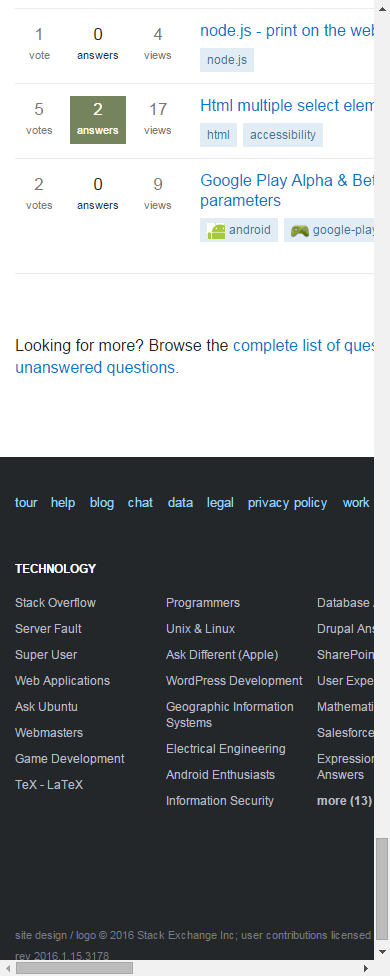 1 0 4 node.js - print on the web
vote answers views node.js
5 2 17 Html multiple select elem
votes answers views html accessibility
2 0 9 Google Play Alpha & Bet
votes answers views parameters
android google-play
Looking for more? Browse the complete list of ques
unanswered questions.
tour help blog chat data legal privacy policy work
TECHNOLOGY
Stack Overflow Programmers Database
Server Fault Unix & Linux Drupal Ans
Super User Ask Different (Apple) SharePoin
Web Applications WordPress Development User Expe
Ask Ubuntu Geographic Information Mathemati
Systems
Webmasters Electrical Engineering Salesforce
Game Development Android Enthusiasts Expression
Answers
TeX - LaTeX Information Security more (13)
site design / logo © 2016 Stack Exchange Inc; user contributions licensed
rev 2016.1.15.3178